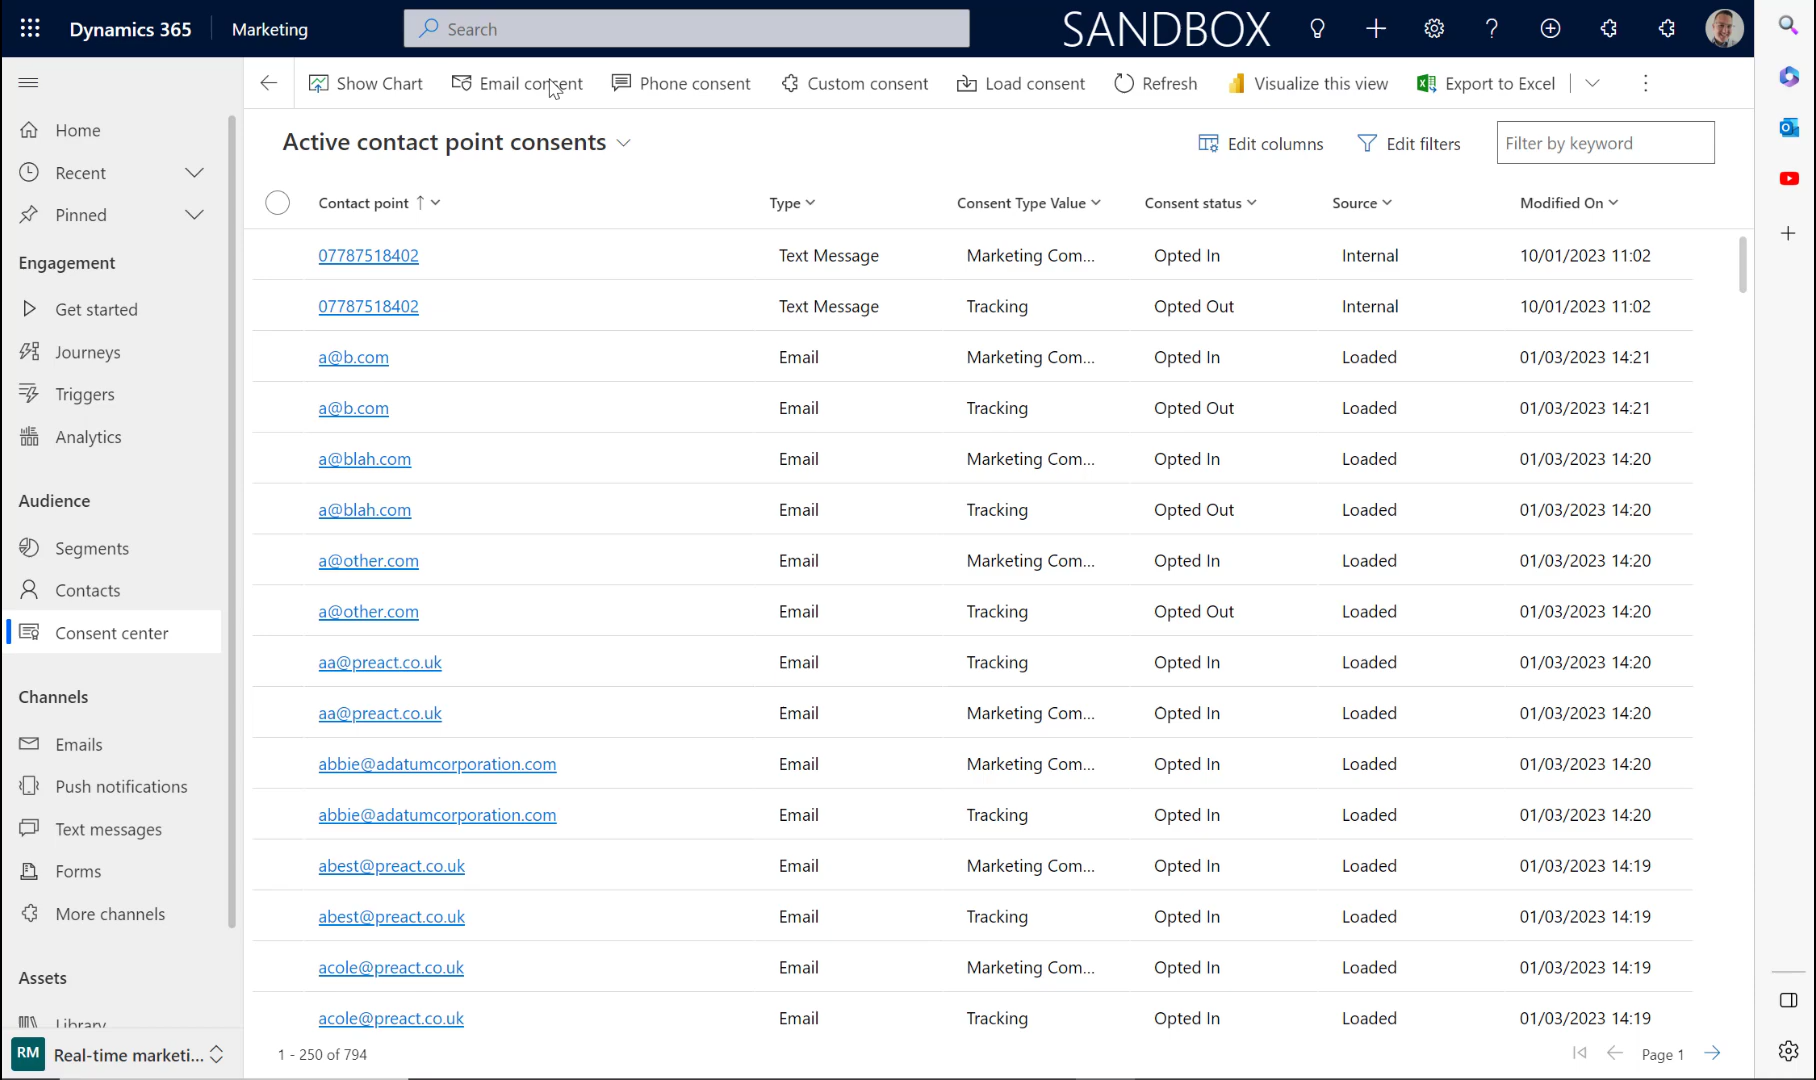 Dynamics 365 Marketing Search SANDBOX
Show Chart Email consent Phone consent Custom consent Load consent Refresh Visualize this view Export to Excel
Home
Recent
Pinned
Engagement
Get started
Journeys
Triggers
Analytics
Audience
Segments
Contacts
Consent center
Channels
Emails
Push notifications
Text messages
Forms
More channels
Assets
Library
RM Real-time marketi...
Active contact point consents Edit columns Edit filters Filter by keyword
Contact point Type Consent Type Value Consent status Source Modified On
07787518402 Text Message Marketing Com... Opted In Internal 10/01/2023 11:02
07787518402 Text Message Tracking Opted Out Internal 10/01/2023 11:02
a@b.com Email Marketing Com... Opted In Loaded 01/03/2023 14:21
a@b.com Email Tracking Opted Out Loaded 01/03/2023 14:21
a@blah.com Email Marketing Com... Opted In Loaded 01/03/2023 14:20
a@blah.com Email Tracking Opted Out Loaded 01/03/2023 14:20
a@other.com Email Marketing Com... Opted In Loaded 01/03/2023 14:20
a@other.com Email Tracking Opted Out Loaded 01/03/2023 14:20
aa@preact.co.uk Email Tracking Opted In Loaded 01/03/2023 14:20
aa@preact.co.uk Email Marketing Com... Opted In Loaded 01/03/2023 14:20
abbie@adatumcorporation.com Email Marketing Com... Opted In Loaded 01/03/2023 14:20
abbie@adatumcorporation.com Email Tracking Opted In Loaded 01/03/2023 14:20
abest@preact.co.uk Email Marketing Com... Opted In Loaded 01/03/2023 14:19
abest@preact.co.uk Email Tracking Opted In Loaded 01/03/2023 14:19
acole@preact.co.uk Email Marketing Com... Opted In Loaded 01/03/2023 14:19
acole@preact.co.uk Email Tracking Opted In Loaded 01/03/2023 14:19
1 - 250 of 794 Page 1